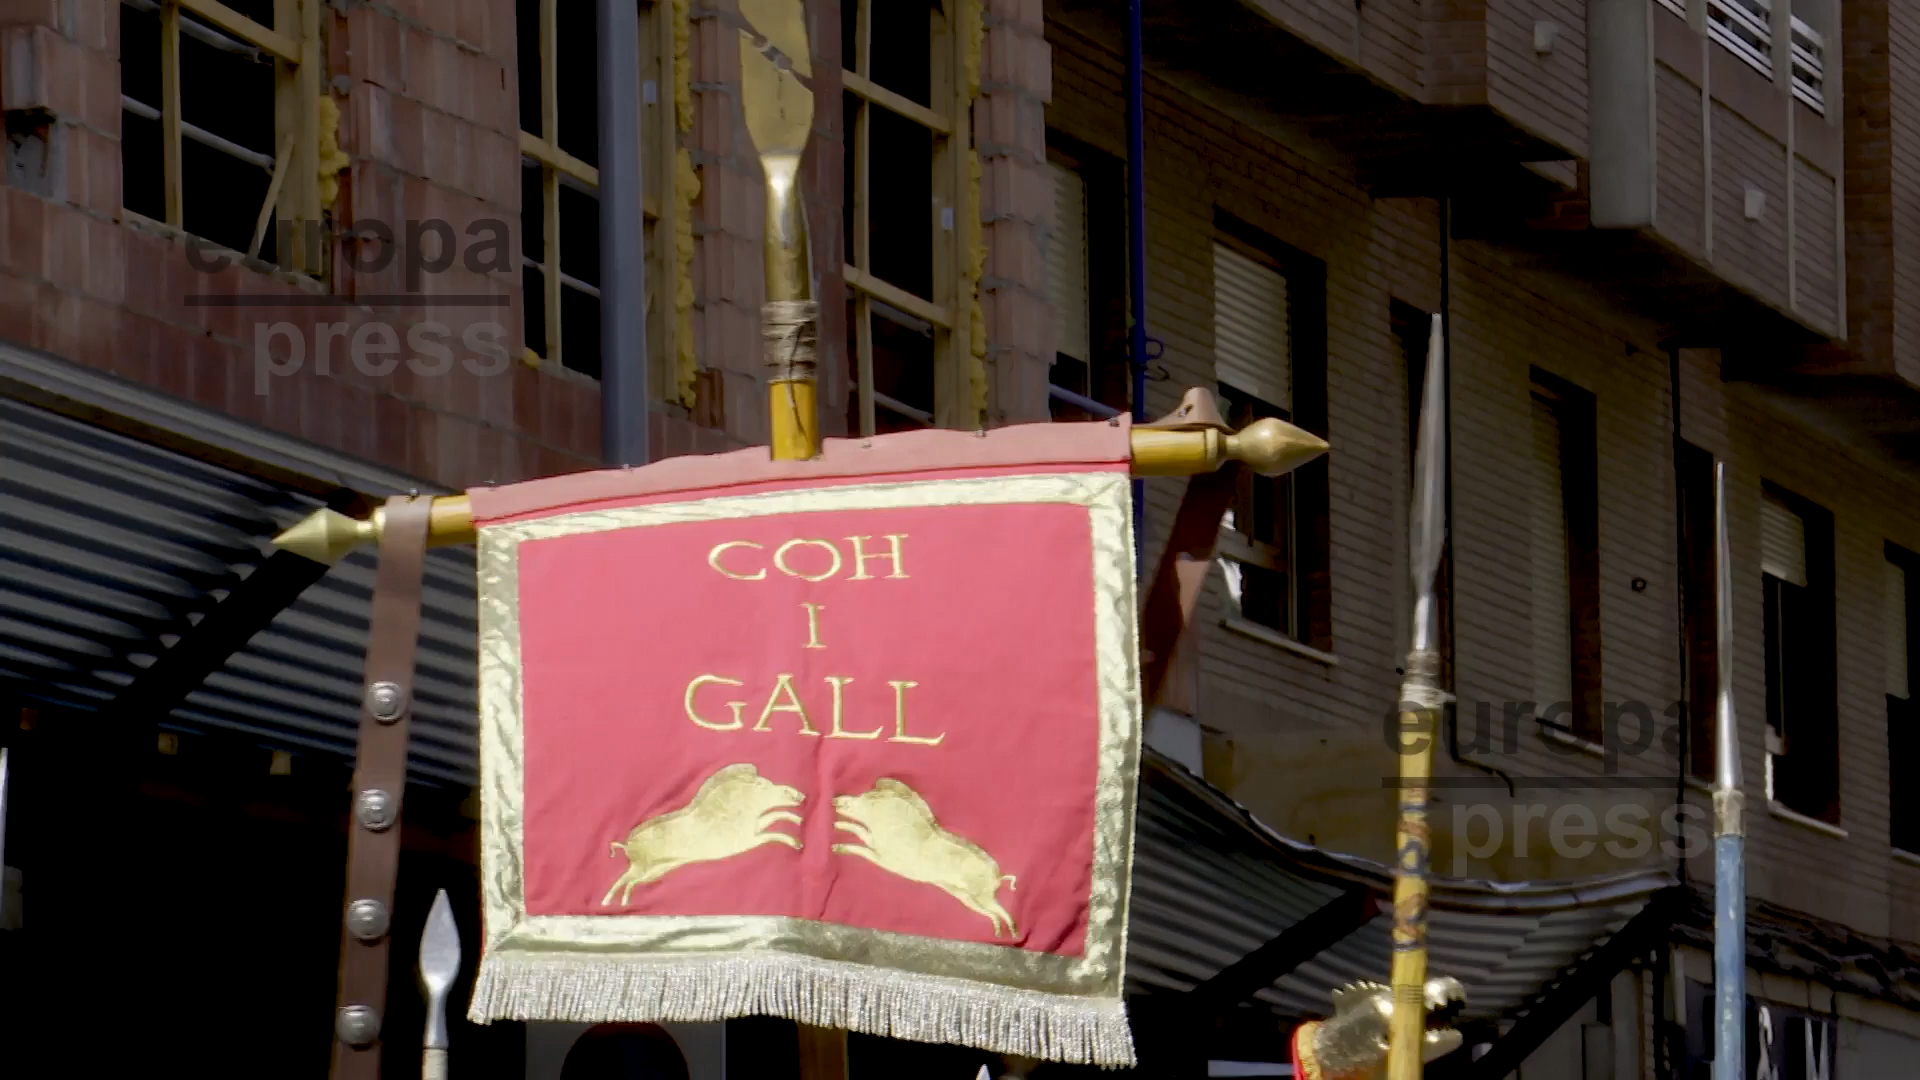 europa
press
COH
I
GALL
europa
press
& M